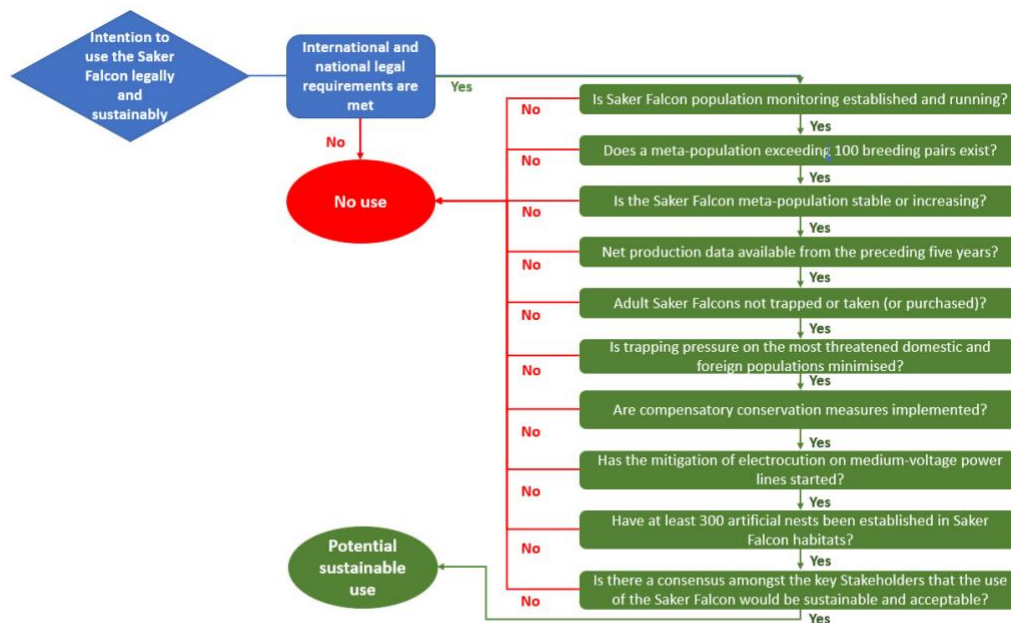 Intention to
use the Saker
Falcon legally
and
sustainably
International and
national legal
requirements are
met
Yes
No
No use
Is Saker Falcon population monitoring established and running?
No
Yes
Does a meta-population exceeding 100 breeding pairs exist?
No
Yes
Is the Saker Falcon meta-population stable or increasing?
No
Yes
Net production data available from the preceding five years?
No
Yes
Adult Saker Falcons not trapped or taken (or purchased)?
No
Yes
Is trapping pressure on the most threatened domestic and
foreign populations minimised?
No
Yes
Are compensatory conservation measures implemented?
No
Yes
Has the mitigation of electrocution on medium-voltage power
lines started?
No
Yes
Have at least 300 artificial nests been established in Saker
Falcon habitats?
No
Yes
Is there a consensus amongst the key Stakeholders that the use
of the Saker Falcon would be sustainable and acceptable?
No
Yes
Potential
sustainable
use